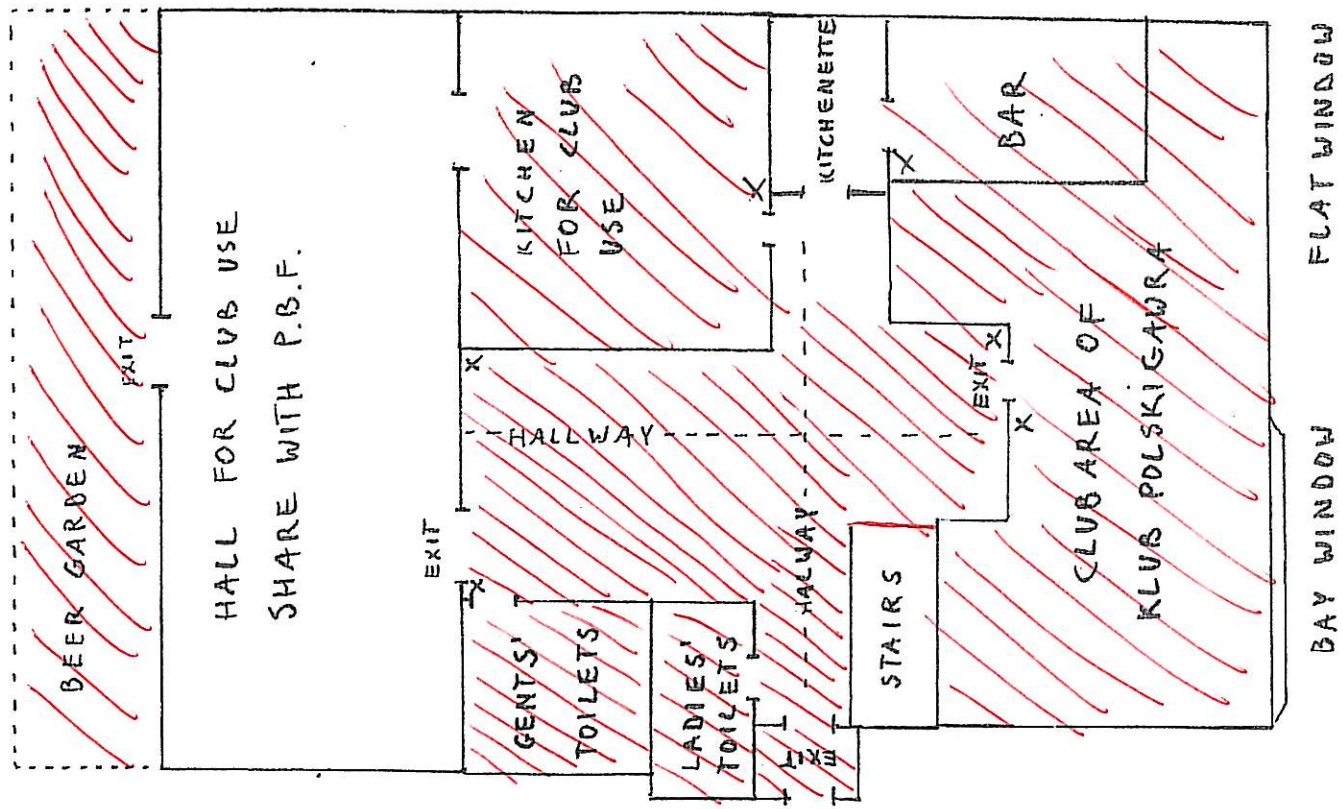 BEER GARDEN
EXIT
HALL FOR CLUB USE
SHARE WITH P.B.F.
EXIT
KITCHEN
FOR CLUB
USE
HALLWAY
GENTS'
TOILETS
LADIES'
TOILETS
KITCHENETTE
HALWAY
EXIT
STAIRS
EXIT
BAR
CLUB AREA OF
KLUB POLSKI GAWRA
BAY WINDOW
FLAT WINDOW
X
X
X
X
X
X